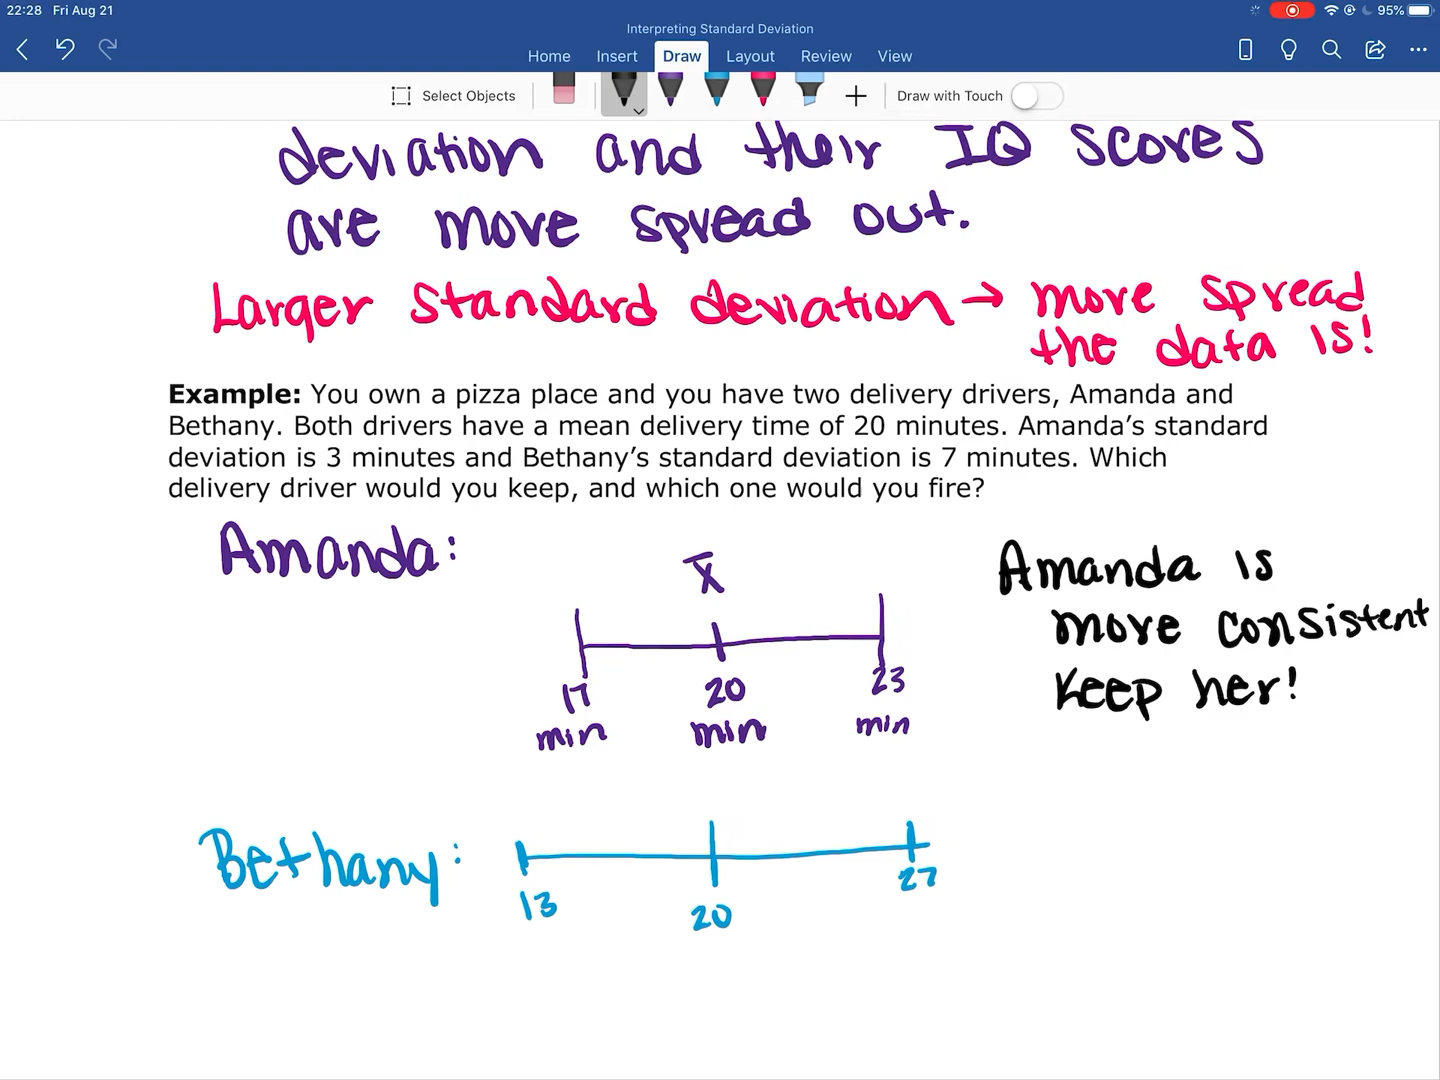 22:28 Fri Aug 21
95%
Interpreting Standard Deviation
Home Insert Draw Layout Review View
Select Objects
Draw with Touch
deviation and their IQ scores
are more spread out.
Larger standard deviation → more spread
the data is!
Example: You own a pizza place and you have two delivery drivers, Amanda and
Bethany. Both drivers have a mean delivery time of 20 minutes. Amanda’s standard
deviation is 3 minutes and Bethany’s standard deviation is 7 minutes. Which
delivery driver would you keep, and which one would you fire?
Amanda:
x̄
17 20 23
min min min
Amanda is
more consistent
Keep her!
Bethany:
13 20 27